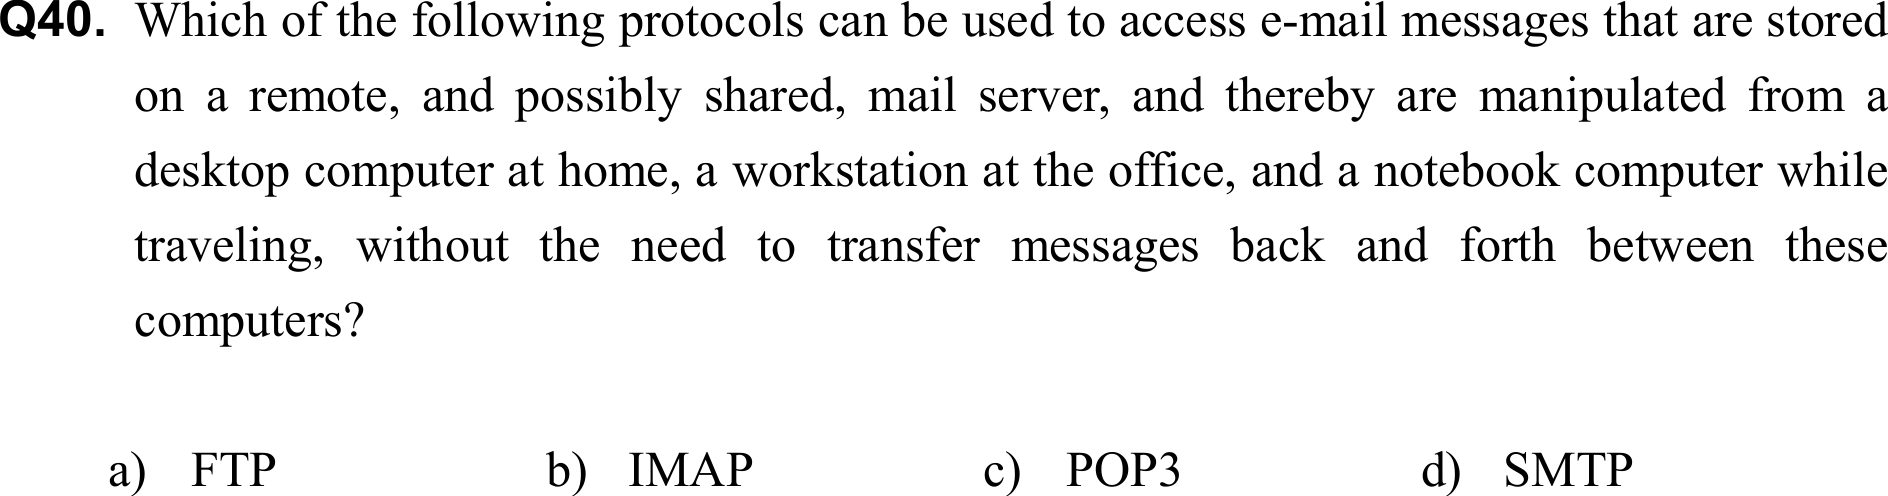 Q40. Which of the following protocols can be used to access e-mail messages that are stored
on a remote, and possibly shared, mail server, and thereby are manipulated from a
desktop computer at home, a workstation at the office, and a notebook computer while
traveling, without the need to transfer messages back and forth between these
computers?
a) FTP b) IMAP c) POP3 d) SMTP